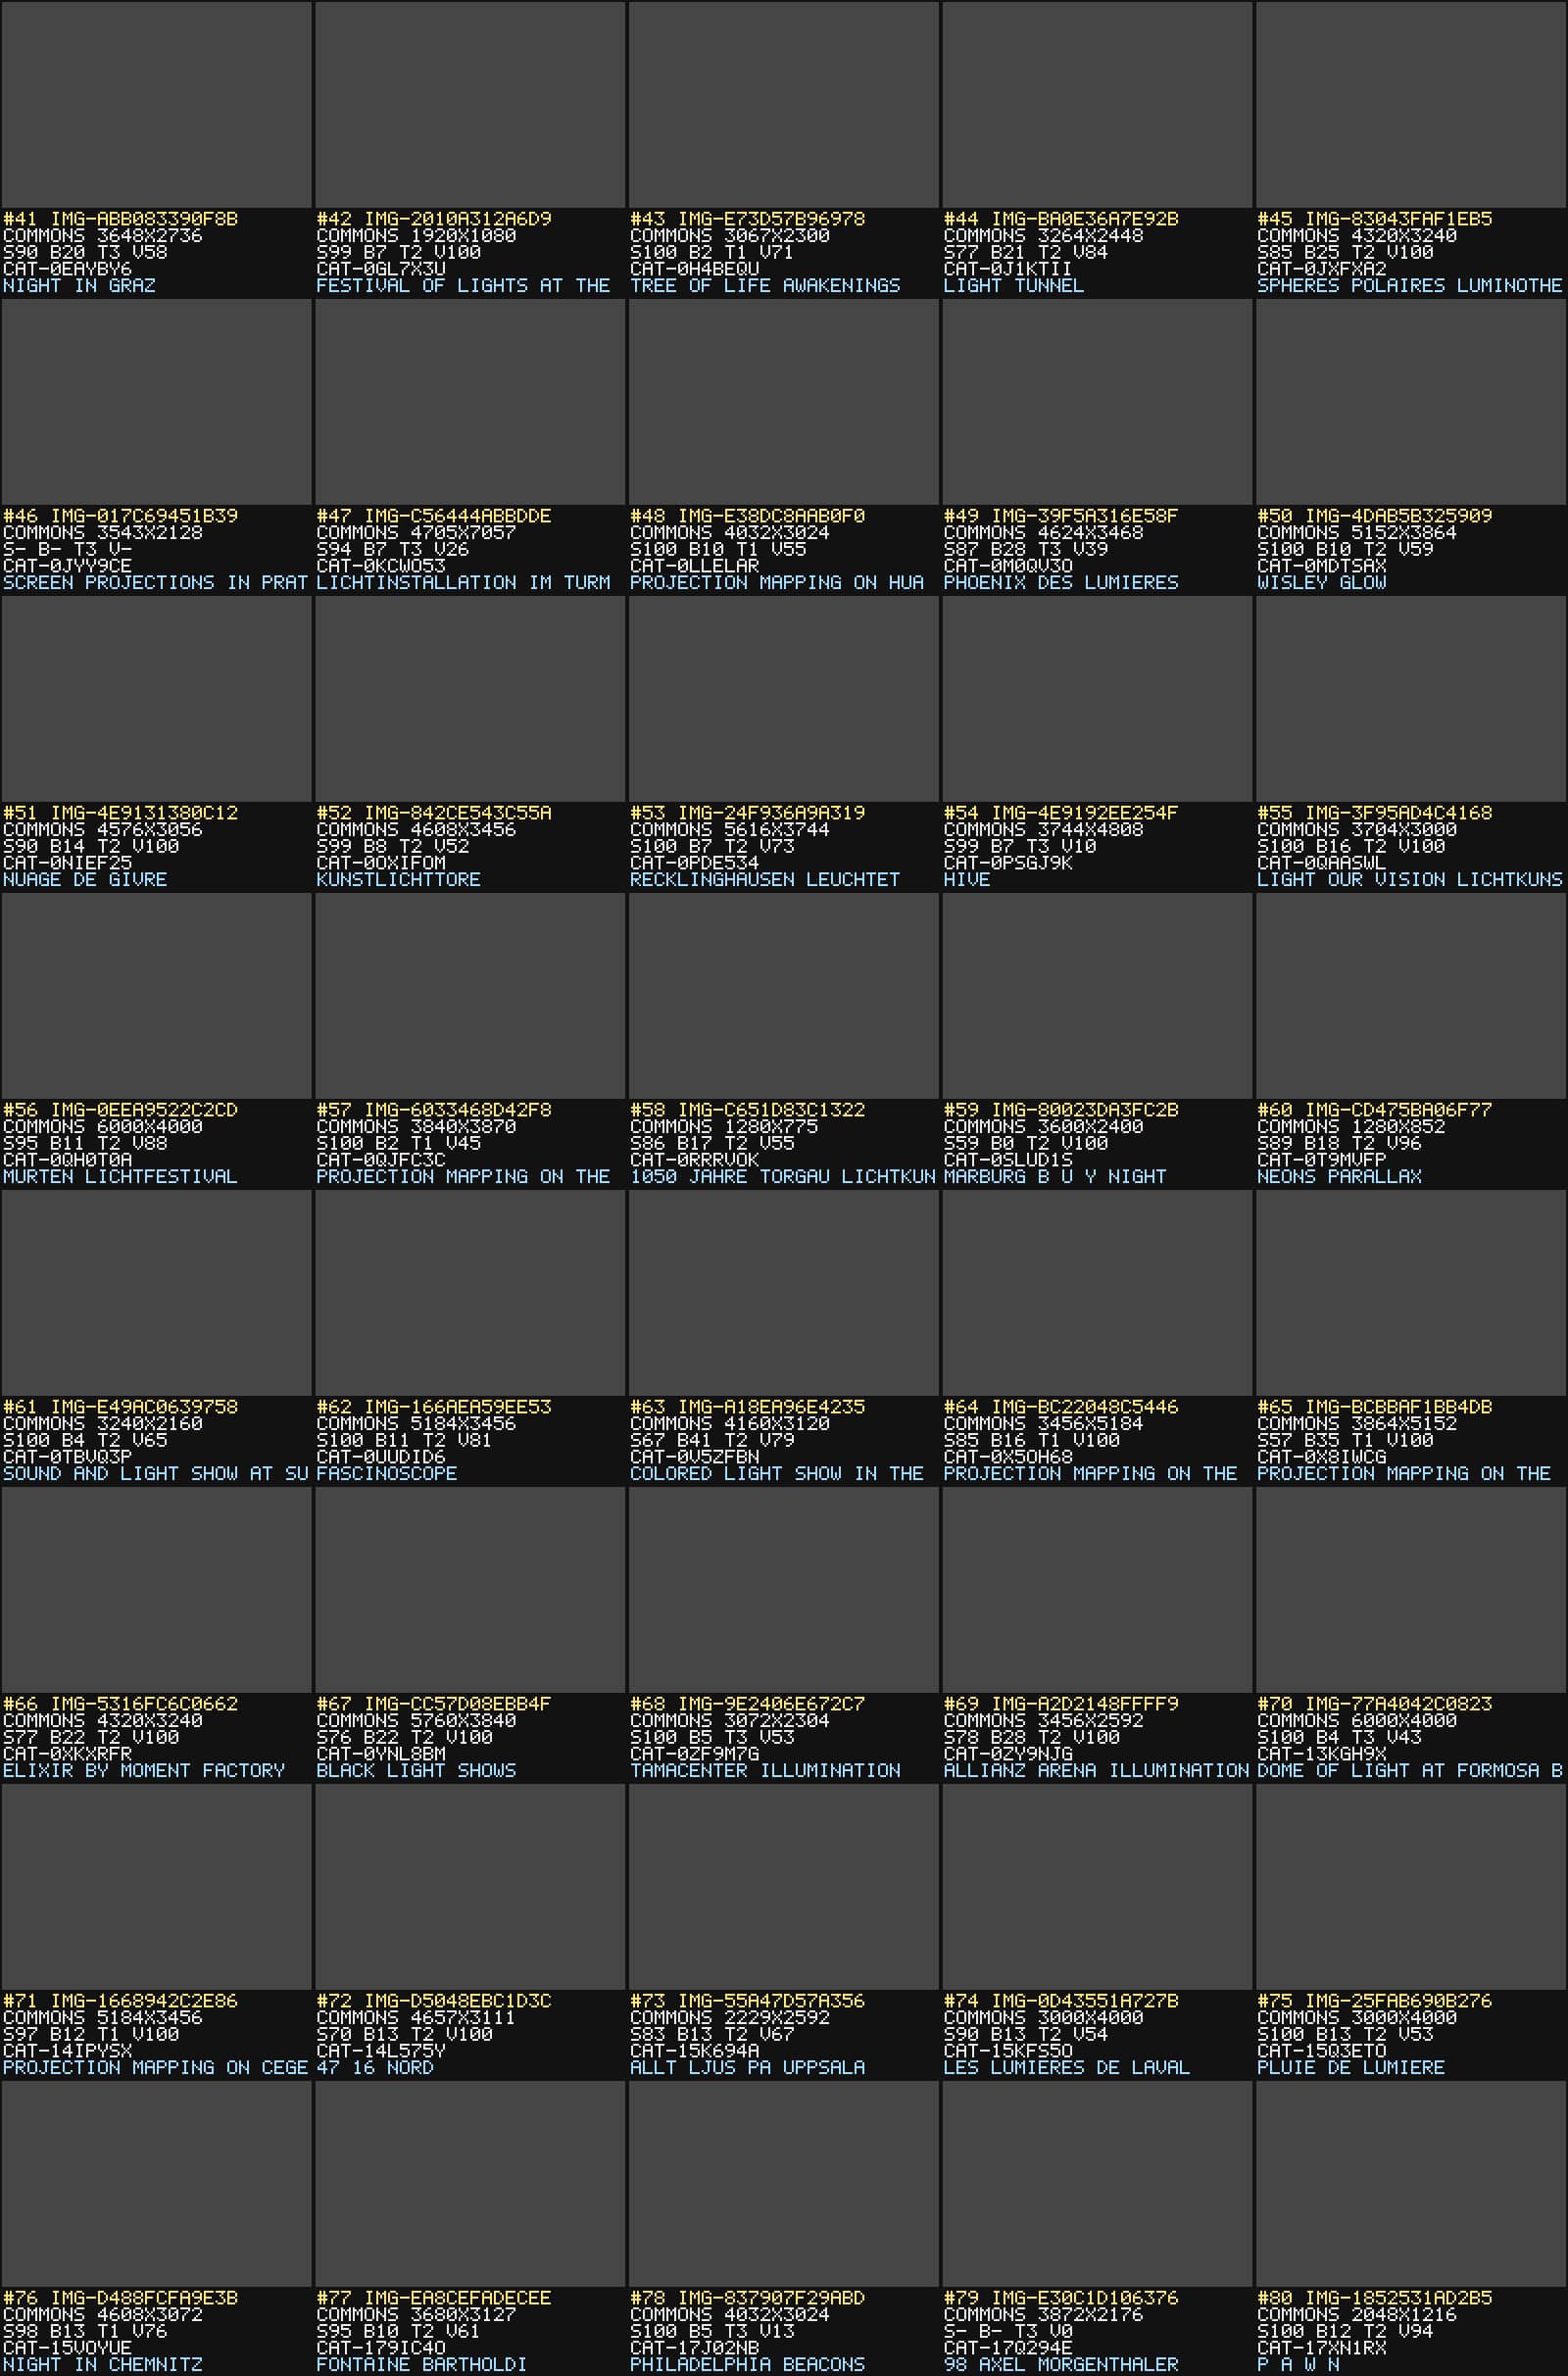 #41 IMG-ABB083390F8B
COMMONS 3648X2736
S90 B20 T3 V58
CAT-0EAYBY6
NIGHT IN GRAZ
#42 IMG-2010A312A6D9
COMMONS 1920X1080
S99 B7 T2 V100
CAT-0GL7X3U
FESTIVAL OF LIGHTS AT THE
#43 IMG-E73D57B96978
COMMONS 3067X2300
S100 B2 T1 V71
CAT-0H4BEQU
TREE OF LIFE AWAKENINGS
#44 IMG-BA0E36A7E92B
COMMONS 3264X2448
S77 B21 T2 V84
CAT-0J1KTII
LIGHT TUNNEL
#45 IMG-83043FAF1EB5
COMMONS 4320X3240
S85 B25 T2 V100
CAT-0JXFXA2
SPHERES POLAIRES LUMINOTHE
#46 IMG-017C69451B39
COMMONS 3543X2128
S- B- T3 V-
CAT-0JYY9CE
SCREEN PROJECTIONS IN PRAT
#47 IMG-C56444ABBDDE
COMMONS 4705X7057
S94 B7 T3 V26
CAT-0KCWO53
LICHTINSTALLATION IM TURM
#48 IMG-E38DC8AAB0F0
COMMONS 4032X3024
S100 B10 T1 V55
CAT-0LLELAR
PROJECTION MAPPING ON HUA
#49 IMG-39F5A316E58F
COMMONS 4624X3468
S87 B28 T3 V39
CAT-0M0QV3O
PHOENIX DES LUMIERES
#50 IMG-4DAB5B325909
COMMONS 5152X3864
S100 B10 T2 V59
CAT-0MDTSAX
WISLEY GLOW
#51 IMG-4E9131380C12
COMMONS 4576X3056
S90 B14 T2 V100
CAT-0NIEF25
NUAGE DE GIVRE
#52 IMG-842CE543C55A
COMMONS 4608X3456
S99 B8 T2 V52
CAT-0OXIFOM
KUNSTLICHTTORE
#53 IMG-24F936A9A319
COMMONS 5616X3744
S100 B7 T2 V73
CAT-0PDE534
RECKLINGHAUSEN LEUCHTET
#54 IMG-4E9192EE254F
COMMONS 3744X4808
S99 B7 T3 V10
CAT-0PSGJ9K
HIVE
#55 IMG-3F95AD4C4168
COMMONS 3704X3000
S100 B16 T2 V100
CAT-0QAASWL
LIGHT OUR VISION LICHTKUNS
#56 IMG-0EEA9522C2CD
COMMONS 6000X4000
S95 B11 T2 V88
CAT-0QH0T0A
MURTEN LICHTFESTIVAL
#57 IMG-6033468D42F8
COMMONS 3840X3870
S100 B2 T1 V45
CAT-0QJFC3C
PROJECTION MAPPING ON THE
#58 IMG-C651D83C1322
COMMONS 1280X775
S86 B17 T2 V55
CAT-0RRRVOK
1050 JAHRE TORGAU LICHTKUN
#59 IMG-80023DA3FC2B
COMMONS 3600X2400
S59 B0 T2 V100
CAT-0SLUD1S
MARBURG B U Y NIGHT
#60 IMG-CD475BA06F77
COMMONS 1280X852
S89 B18 T2 V96
CAT-0T9MVFP
NEONS PARALLAX
#61 IMG-E49AC0639758
COMMONS 3240X2160
S100 B4 T2 V65
CAT-0TBVQ3P
SOUND AND LIGHT SHOW AT SU
#62 IMG-166AEA59EE53
COMMONS 5184X3456
S100 B11 T2 V81
CAT-0UUDID6
FASCINOSCOPE
#63 IMG-A18EA96E4235
COMMONS 4160X3120
S67 B41 T2 V79
CAT-0V5ZFBN
COLORED LIGHT SHOW IN THE
#64 IMG-BC22048C5446
COMMONS 3456X5184
S85 B16 T1 V100
CAT-0X5OH68
PROJECTION MAPPING ON THE
#65 IMG-BCBBAF1BB4DB
COMMONS 3864X5152
S57 B35 T1 V100
CAT-0X8IWCG
PROJECTION MAPPING ON THE
#66 IMG-5316FC6C0662
COMMONS 4320X3240
S77 B22 T2 V100
CAT-0XKXRFR
ELIXIR BY MOMENT FACTORY
#67 IMG-CC57D08EBB4F
COMMONS 5760X3840
S76 B22 T2 V100
CAT-0YNL8BM
BLACK LIGHT SHOWS
#68 IMG-9E2406E672C7
COMMONS 3072X2304
S100 B5 T3 V53
CAT-0ZF9M7G
TAMACENTER ILLUMINATION
#69 IMG-A2D2148FFFF9
COMMONS 3456X2592
S78 B28 T2 V100
CAT-0ZY9NJG
ALLIANZ ARENA ILLUMINATION
#70 IMG-77A4042C0823
COMMONS 6000X4000
S100 B4 T3 V43
CAT-13KGH9X
DOME OF LIGHT AT FORMOSA B
#71 IMG-1668942C2E86
COMMONS 5184X3456
S97 B12 T1 V100
CAT-14IPYSX
PROJECTION MAPPING ON CEGE
#72 IMG-D5048EBC1D3C
COMMONS 4657X3111
S70 B13 T2 V100
CAT-14L575Y
47 16 NORD
#73 IMG-55A47D57A356
COMMONS 2229X2592
S83 B13 T2 V67
CAT-15K694A
ALLT LJUS PA UPPSALA
#74 IMG-0D43551A727B
COMMONS 3000X4000
S90 B13 T2 V54
CAT-15KFS5O
LES LUMIERES DE LAVAL
#75 IMG-25FAB690B276
COMMONS 3000X4000
S100 B13 T2 V53
CAT-15Q3ETO
PLUIE DE LUMIERE
#76 IMG-D488FCFA9E3B
COMMONS 4608X3072
S98 B13 T1 V76
CAT-15VOYUE
NIGHT IN CHEMNITZ
#77 IMG-EA8CEFADECEE
COMMONS 3680X3127
S95 B10 T2 V61
CAT-179IC4O
FONTAINE BARTHOLDI
#78 IMG-837907F29ABD
COMMONS 4032X3024
S100 B5 T3 V13
CAT-17J02NB
PHILADELPHIA BEACONS
#79 IMG-E30C1D106376
COMMONS 3872X2176
S- B- T3 V0
CAT-17Q294E
98 AXEL MORGENTHALER
#80 IMG-1852531AD2B5
COMMONS 2048X1216
S100 B12 T2 V94
CAT-17XN1RX
P A W N